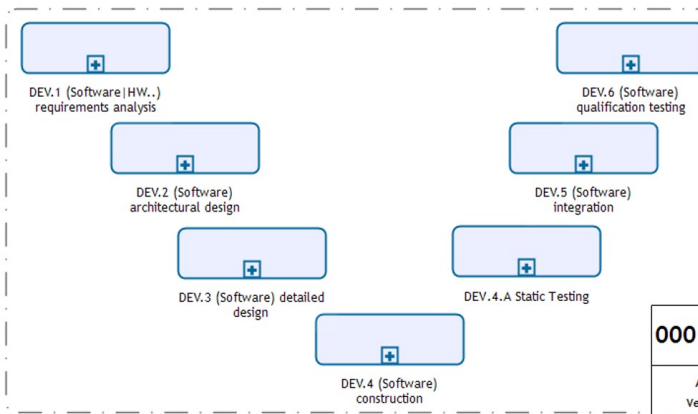 DEV.1 (Software|HW..)
requirements analysis
DEV.6 (Software)
qualification testing
DEV.2 (Software)
architectural design
DEV.5 (Software)
integration
DEV.3 (Software) detailed
design
DEV.4.A Static Testing
DEV.4 (Software)
construction
000